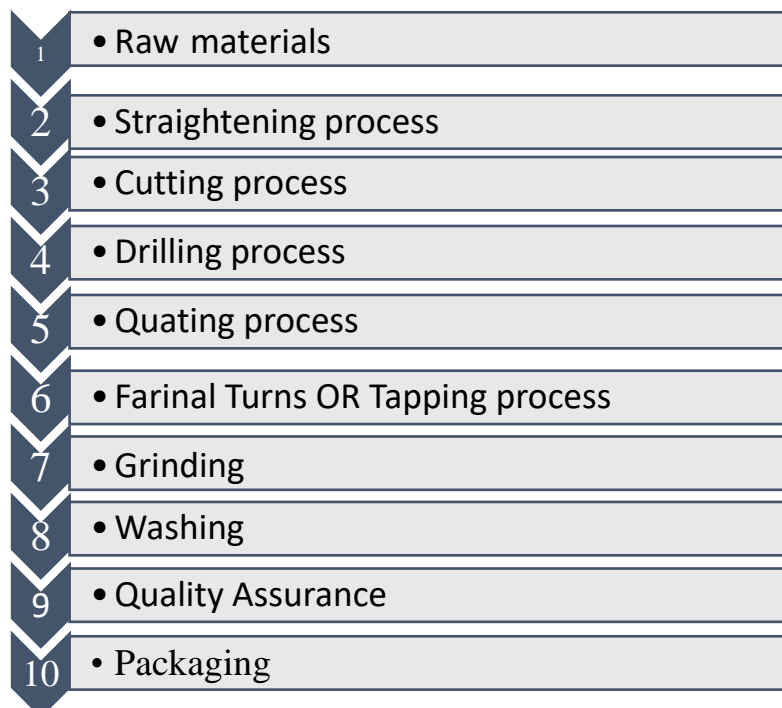 1 • Raw materials
2 • Straightening process
3 • Cutting process
4 • Drilling process
5 • Quating process
6 • Farinal Turns OR Tapping process
7 • Grinding
8 • Washing
9 • Quality Assurance
10 • Packaging